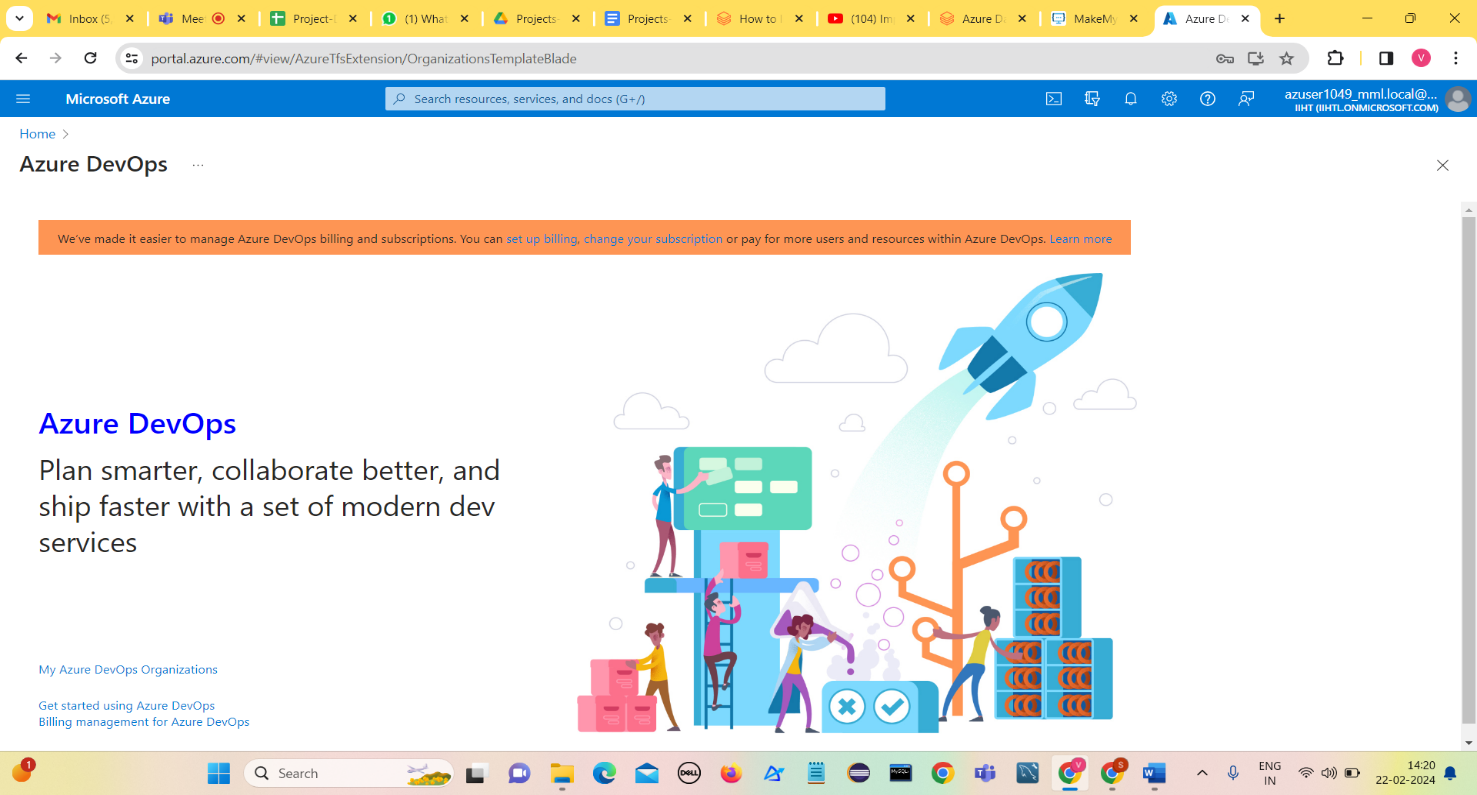 Inbox (5,
Mee
Project-
(1) What
Projects
Projects-
How to
(104) Im
Azure Da
MakeMy
Azure De
portal.azure.com/#view/AzureTfsExtension/OrganizationsTemplateBlade
V
Microsoft Azure
Search resources, services, and docs (G+/)
azuser1049_mml.local@...
IIHT (IIHTL.ONMICROSOFT.COM)
Home
Azure DevOps ...
We've made it easier to manage Azure DevOps billing and subscriptions. You can set up billing, change your subscription or pay for more users and resources within Azure DevOps. Learn more
Azure DevOps
Plan smarter, collaborate better, and
ship faster with a set of modern dev
services
My Azure DevOps Organizations
Get started using Azure DevOps
Billing management for Azure DevOps
1
Search
DELL
MySQL
V
S
W
ENG
IN
14:20
22-02-2024